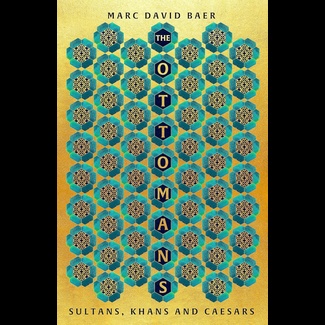 MARC DAVID BAER
THE
OTTOMANS
SULTANS, KHANS AND CAESARS